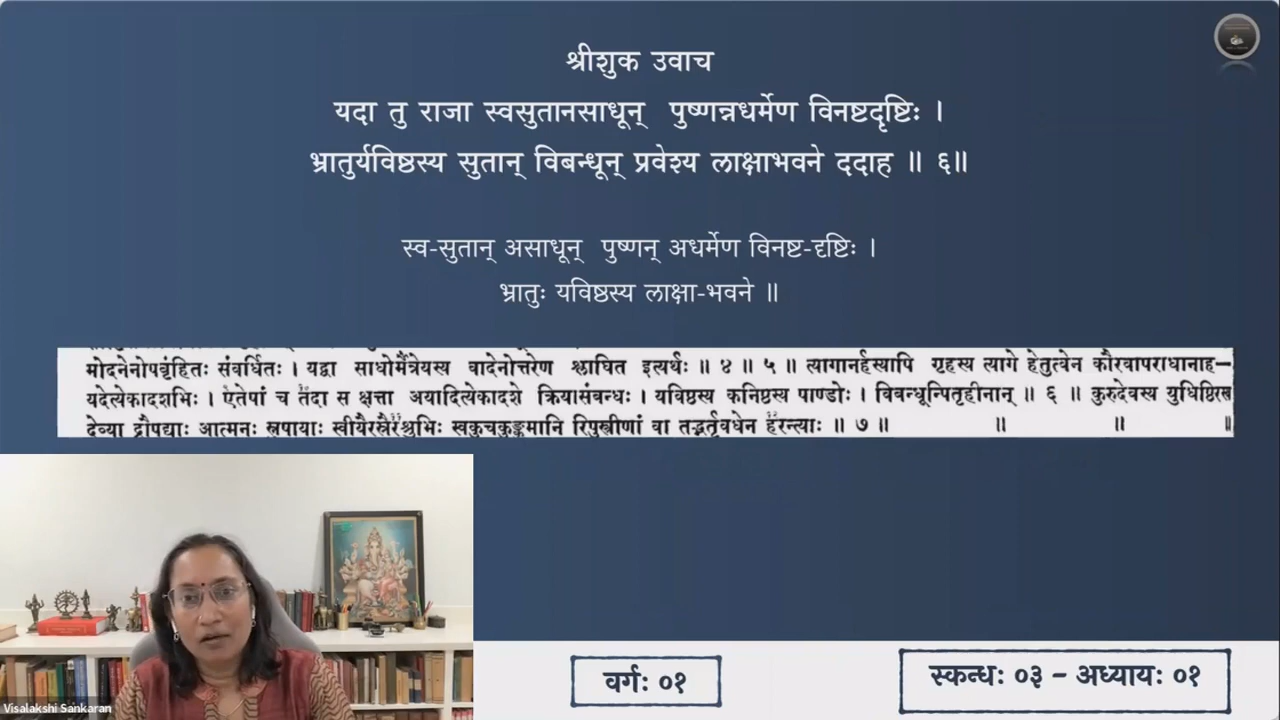 श्रीशुक उवाच
यदा तु राजा स्वसुतानसाधून् पुष्णन्नधर्मेण विनष्टदृष्टिः ।
भ्रातुर्यविष्ठस्य सुतान् विबन्धून् प्रवेश्य लाक्षाभवने ददाह ॥ ६॥
स्व-सुतान् असाधून् पुष्णन् अधर्मेण विनष्ट-दृष्टिः ।
भ्रातुः यविष्ठस्य लाक्षा-भवने ॥
मोदनेनोपबृंहितः संवर्धितः । यद्वा साधोर्मैत्रेयस्य वादेनोत्तरेण श्लाघित इत्यर्थः ॥ ४ ॥ ५ ॥ त्यागानर्हस्यापि गृहस्य त्यागे हेतुत्वेन कौरवापराधानाह—
यदेत्येकादशभिः । ऐतेषां च तदा स क्षत्ता अयादित्येकादशे क्रियासंबन्धः । यविष्ठस्य कनिष्ठस्य पाण्डोः । विबन्धून्पितृहीनान् ॥ ६ ॥ कुरुदेवस्य युधिष्ठिरस्य
देव्या द्रौपद्याः आत्मनः स्नुषायाः स्वीयैरस्रैरश्रुभिः स्वकुचकुङ्कुमानि रिपुस्त्रीणां वा तद्भर्तृवधेन हरन्त्याः ॥ ७ ॥ ॥ ॥ ॥
Visalakshi Sankaran
वर्गः ०१
स्कन्धः ०३ – अध्यायः ०१